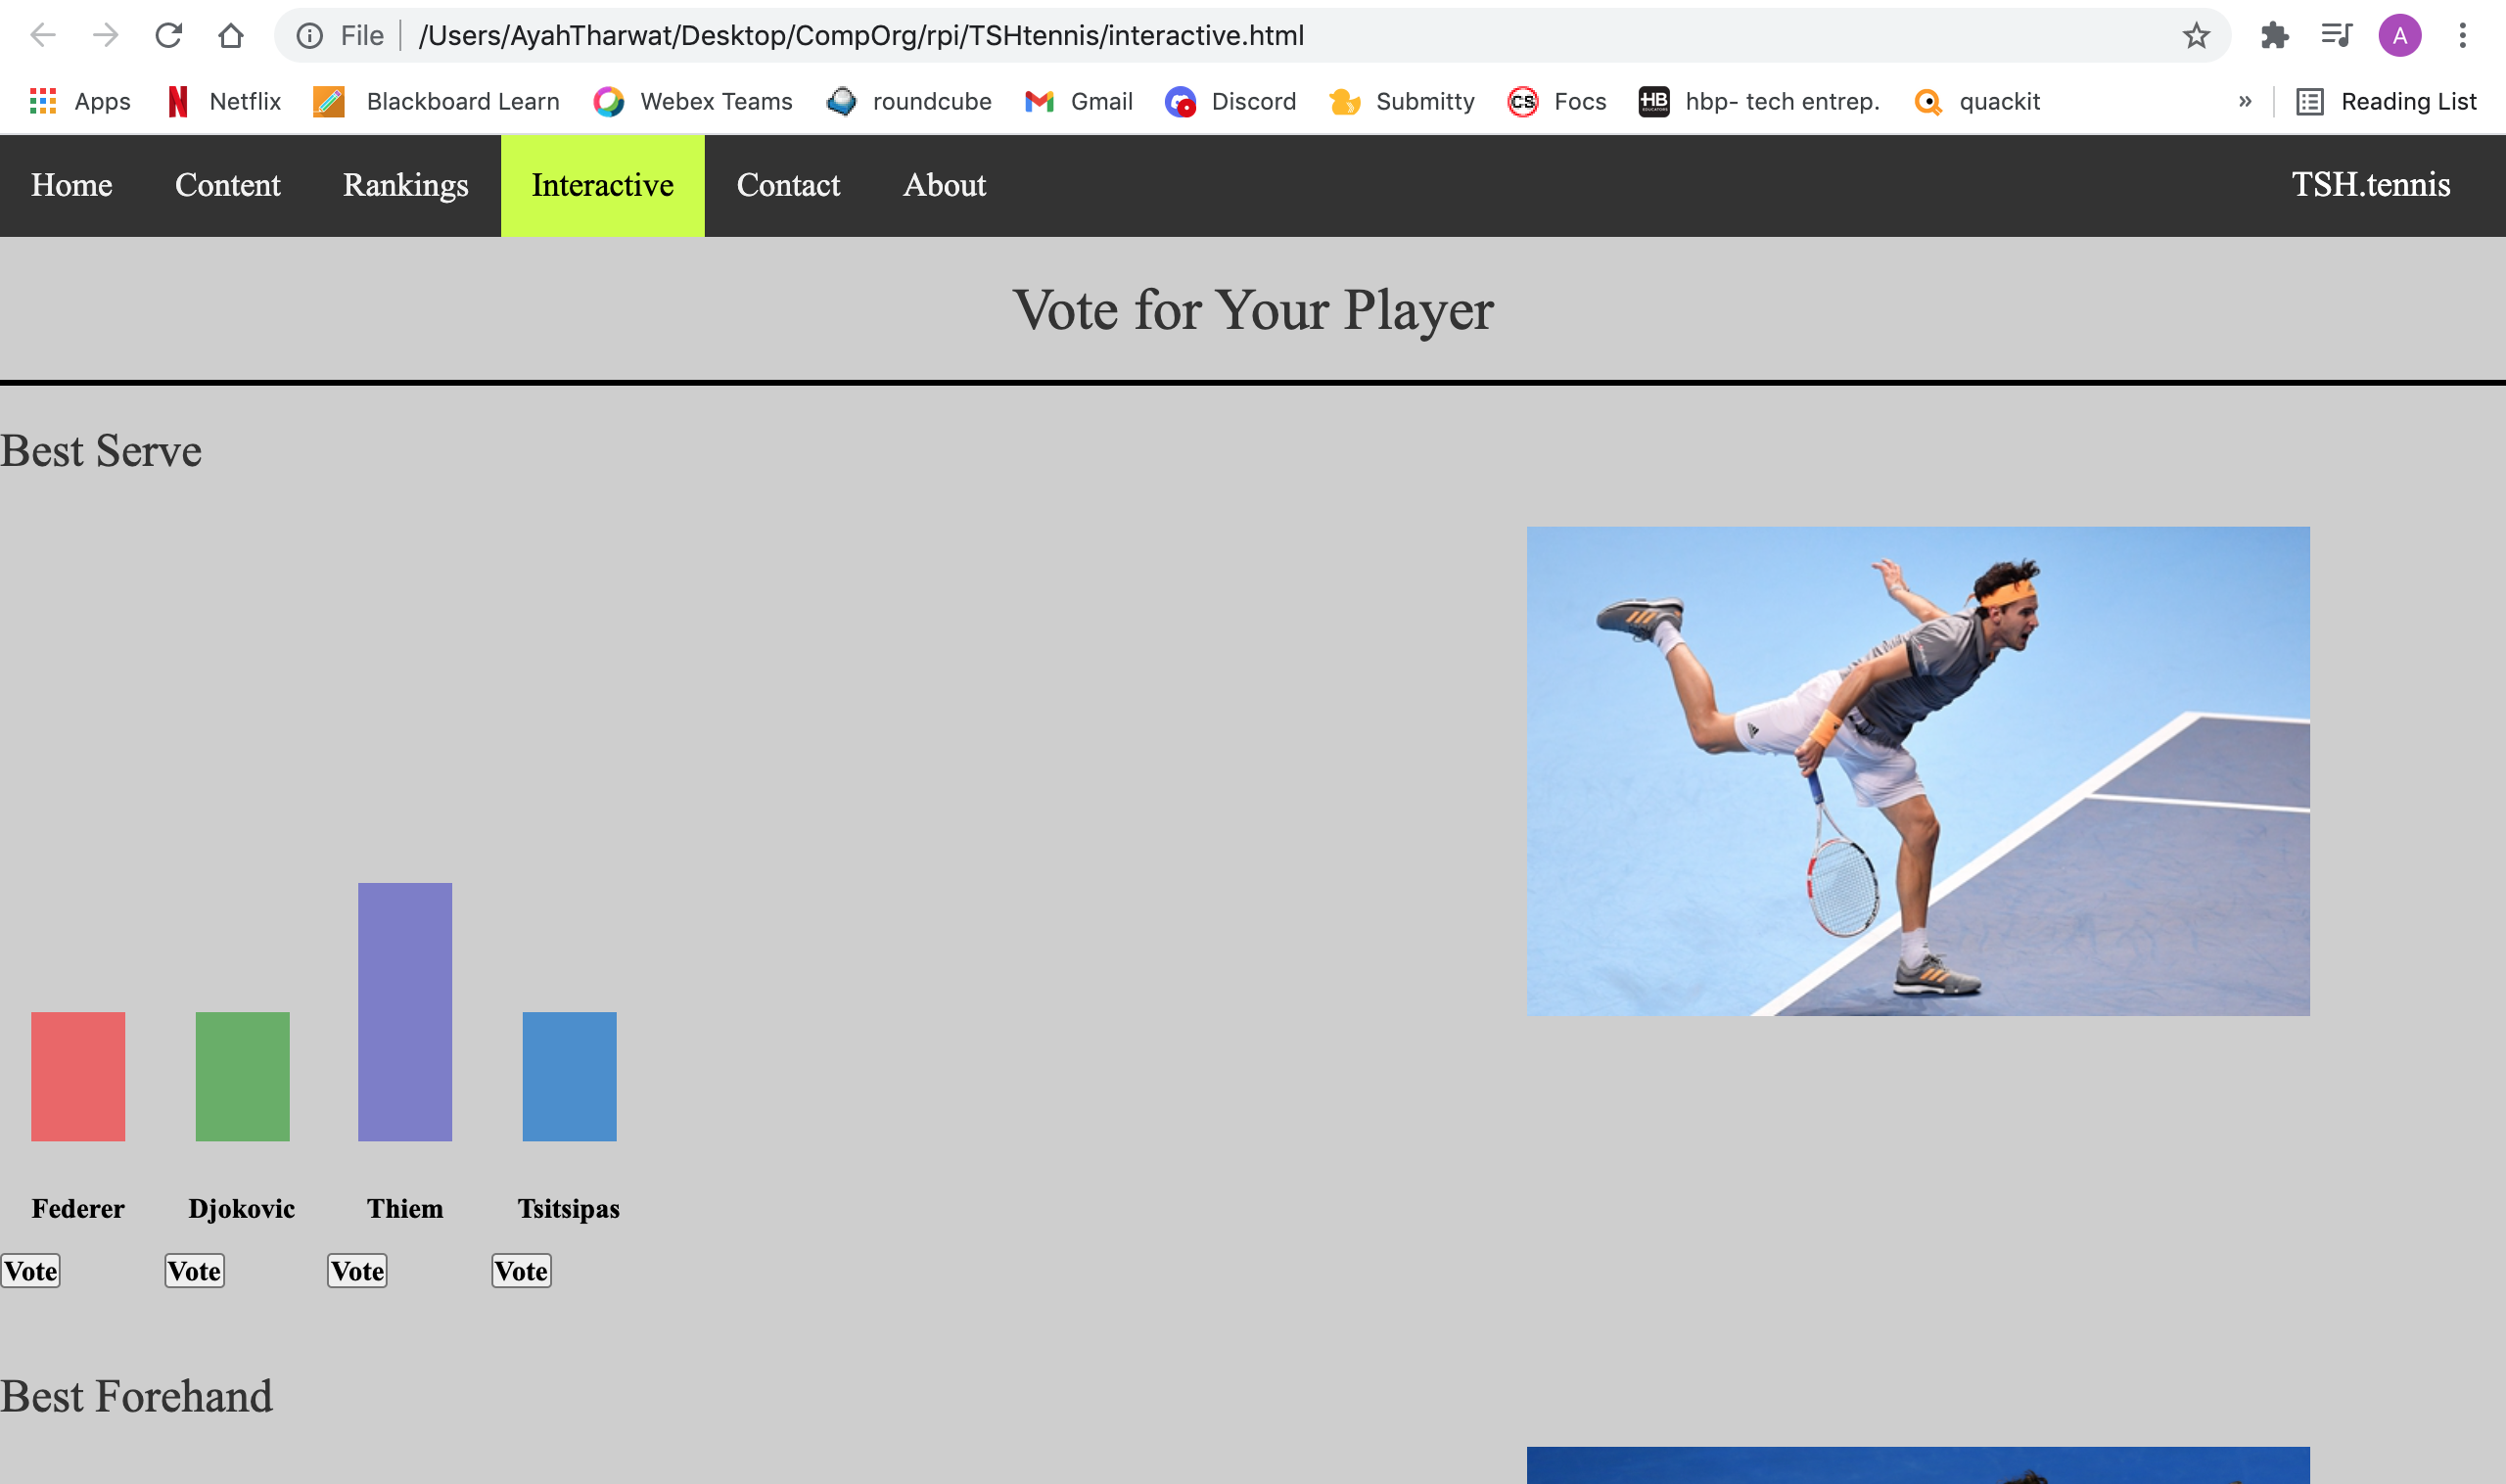 File /Users/AyahTharwat/Desktop/CompOrg/rpi/TSHtennis/interactive.html A
Apps Netflix Blackboard Learn Webex Teams roundcube Gmail Discord Submitty CS Focs HB hbp- tech entrep. quackit » Reading List
Home Content Rankings Interactive Contact About TSH.tennis
Vote for Your Player
Best Serve
Federer Djokovic Thiem Tsitsipas
Vote Vote Vote Vote
Best Forehand